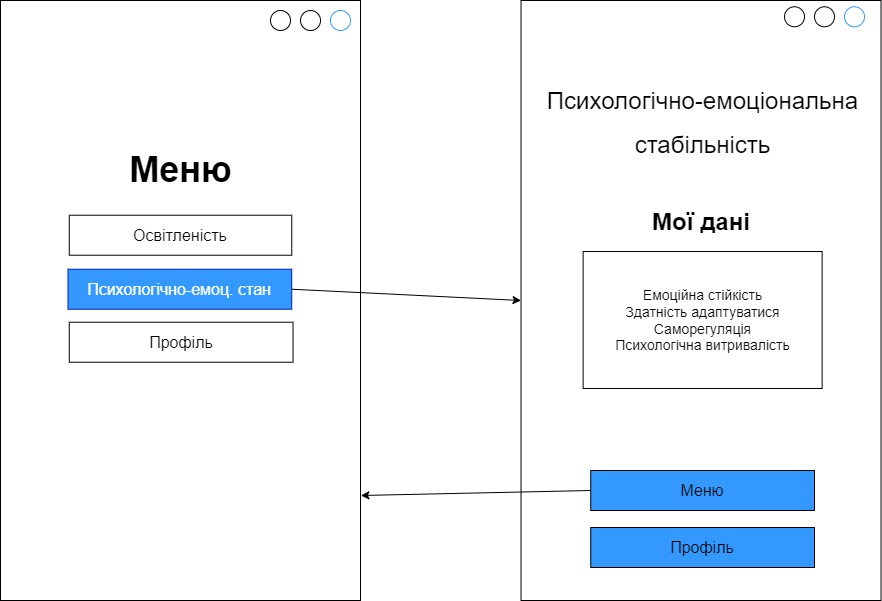 Меню
Освітленість
Психологічно-емоц. стан
Профіль
Психологічно-емоціональна
стабільність
Мої дані
Емоційна стійкість
Здатність адаптуватися
Саморегуляція
Психологічна витривалість
Меню
Профіль